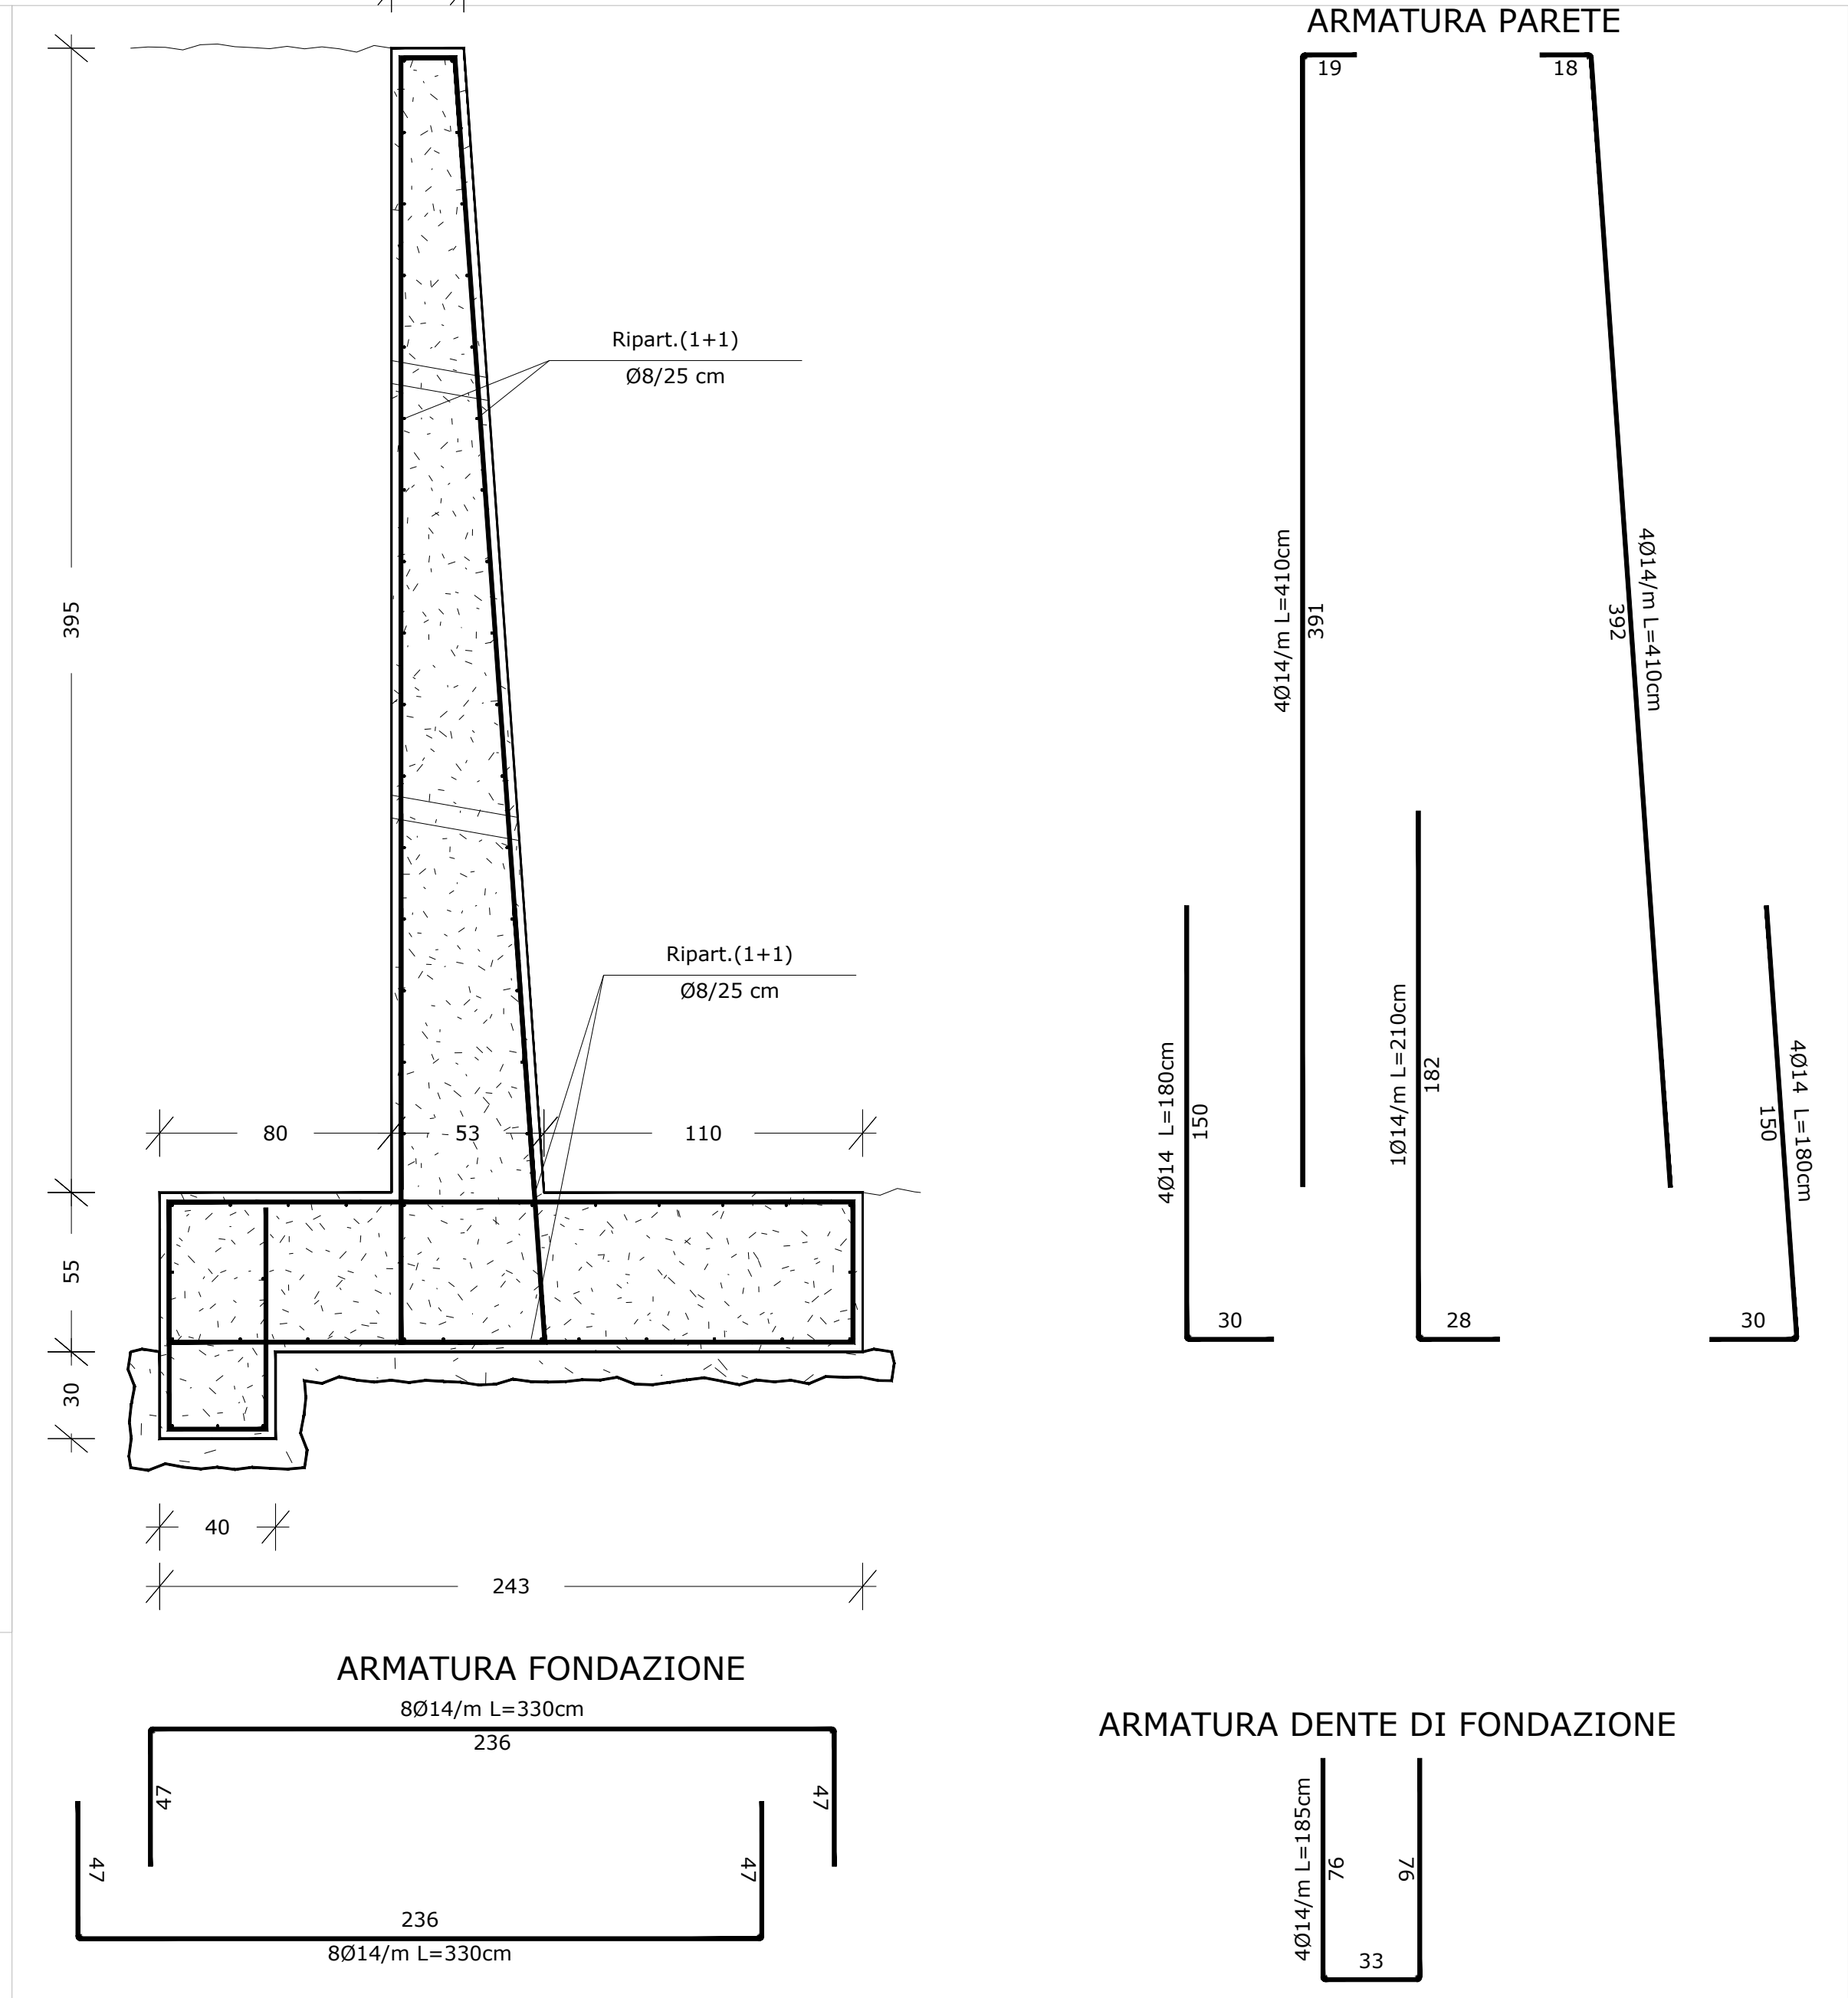 ARMATURA PARETE
19
18
Ripart.(1+1)
Ø8/25 cm
395
4Ø14/m L=410cm
391
392
4Ø14/m L=410cm
Ripart.(1+1)
Ø8/25 cm
80
53
110
4Ø14 L=180cm
150
1Ø14/m L=210cm
182
150
4Ø14 L=180cm
55
30
30
28
30
40
243
ARMATURA FONDAZIONE
8Ø14/m L=330cm
236
47
47
47
47
236
8Ø14/m L=330cm
ARMATURA DENTE DI FONDAZIONE
4Ø14/m L=185cm
76
76
33